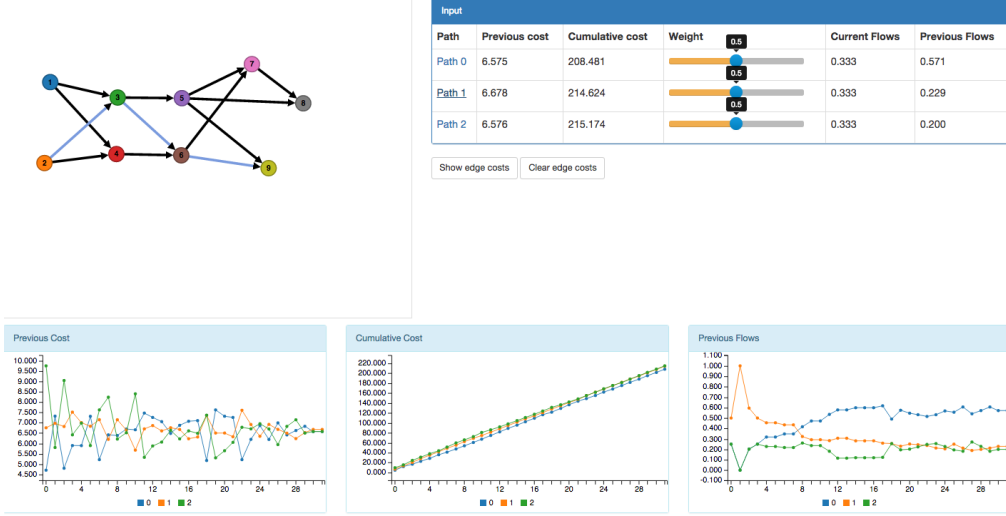 Input
Path Previous cost Cumulative cost Weight Current Flows Previous Flows
0.5
Path 0 6.575 208.481 0.333 0.571
0.5
Path 1 6.678 214.624 0.333 0.229
0.5
Path 2 6.576 215.174 0.333 0.200
Show edge costs Clear edge costs
7
1
3 5 8
2 4 6 9
Previous Cost
10.000
9.500
9.000
8.500
8.000
7.500
7.000
6.500
6.000
5.500
5.000
4.500
0 4 8 12 16 20 24 28
0 1 2
Cumulative Cost
220.000
200.000
180.000
160.000
140.000
120.000
100.000
80.000
60.000
40.000
20.000
0.000
0 4 8 12 16 20 24 28
0 1 2
Previous Flows
1.100
1.000
0.900
0.800
0.700
0.600
0.500
0.400
0.300
0.200
0.100
0.000
-0.100
0 4 8 12 16 20 24 28
0 1 2